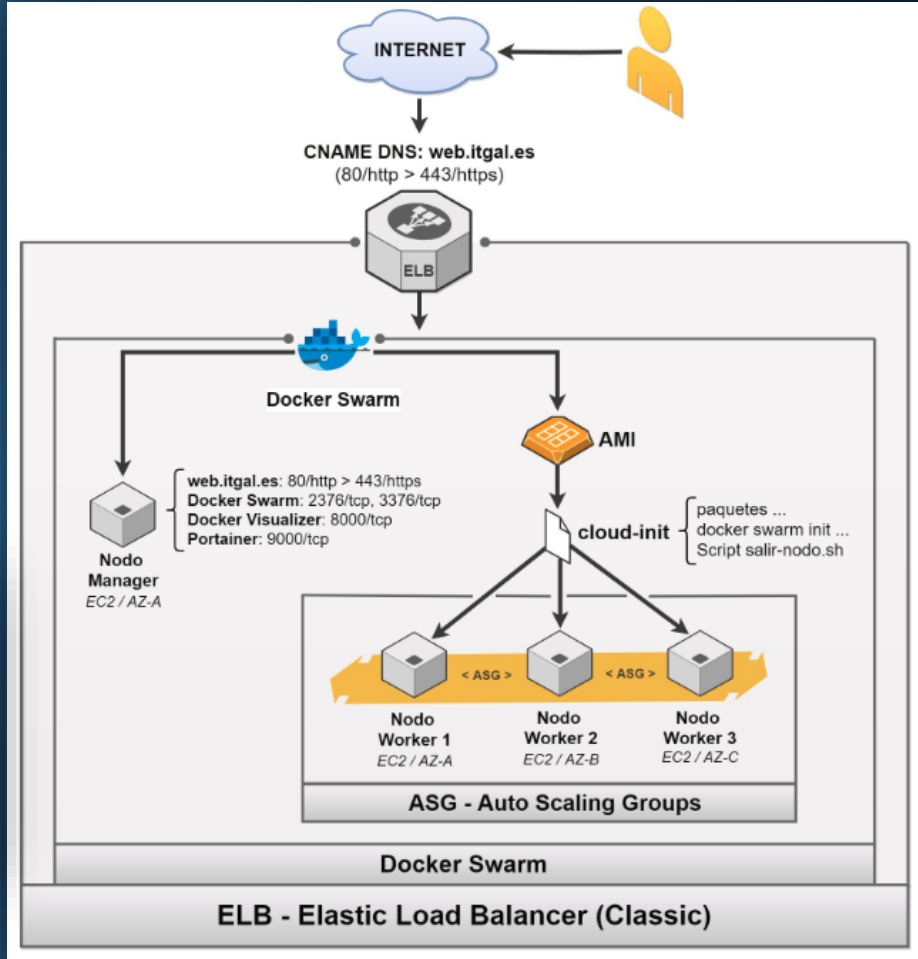 INTERNET
CNAME DNS: web.itgal.es
(80/http > 443/https)
ELB
Docker Swarm
AMI
web.itgal.es: 80/http > 443/https
Docker Swarm: 2376/tcp, 3376/tcp
Docker Visualizer: 8000/tcp
Portainer: 9000/tcp
Nodo
Manager
EC2 / AZ-A
cloud-init
paquetes ...
docker swarm init ...
Script salir-nodo.sh
< ASG >
< ASG >
Nodo
Worker 1
EC2 / AZ-A
Nodo
Worker 2
EC2 / AZ-B
Nodo
Worker 3
EC2 / AZ-C
ASG - Auto Scaling Groups
Docker Swarm
ELB - Elastic Load Balancer (Classic)